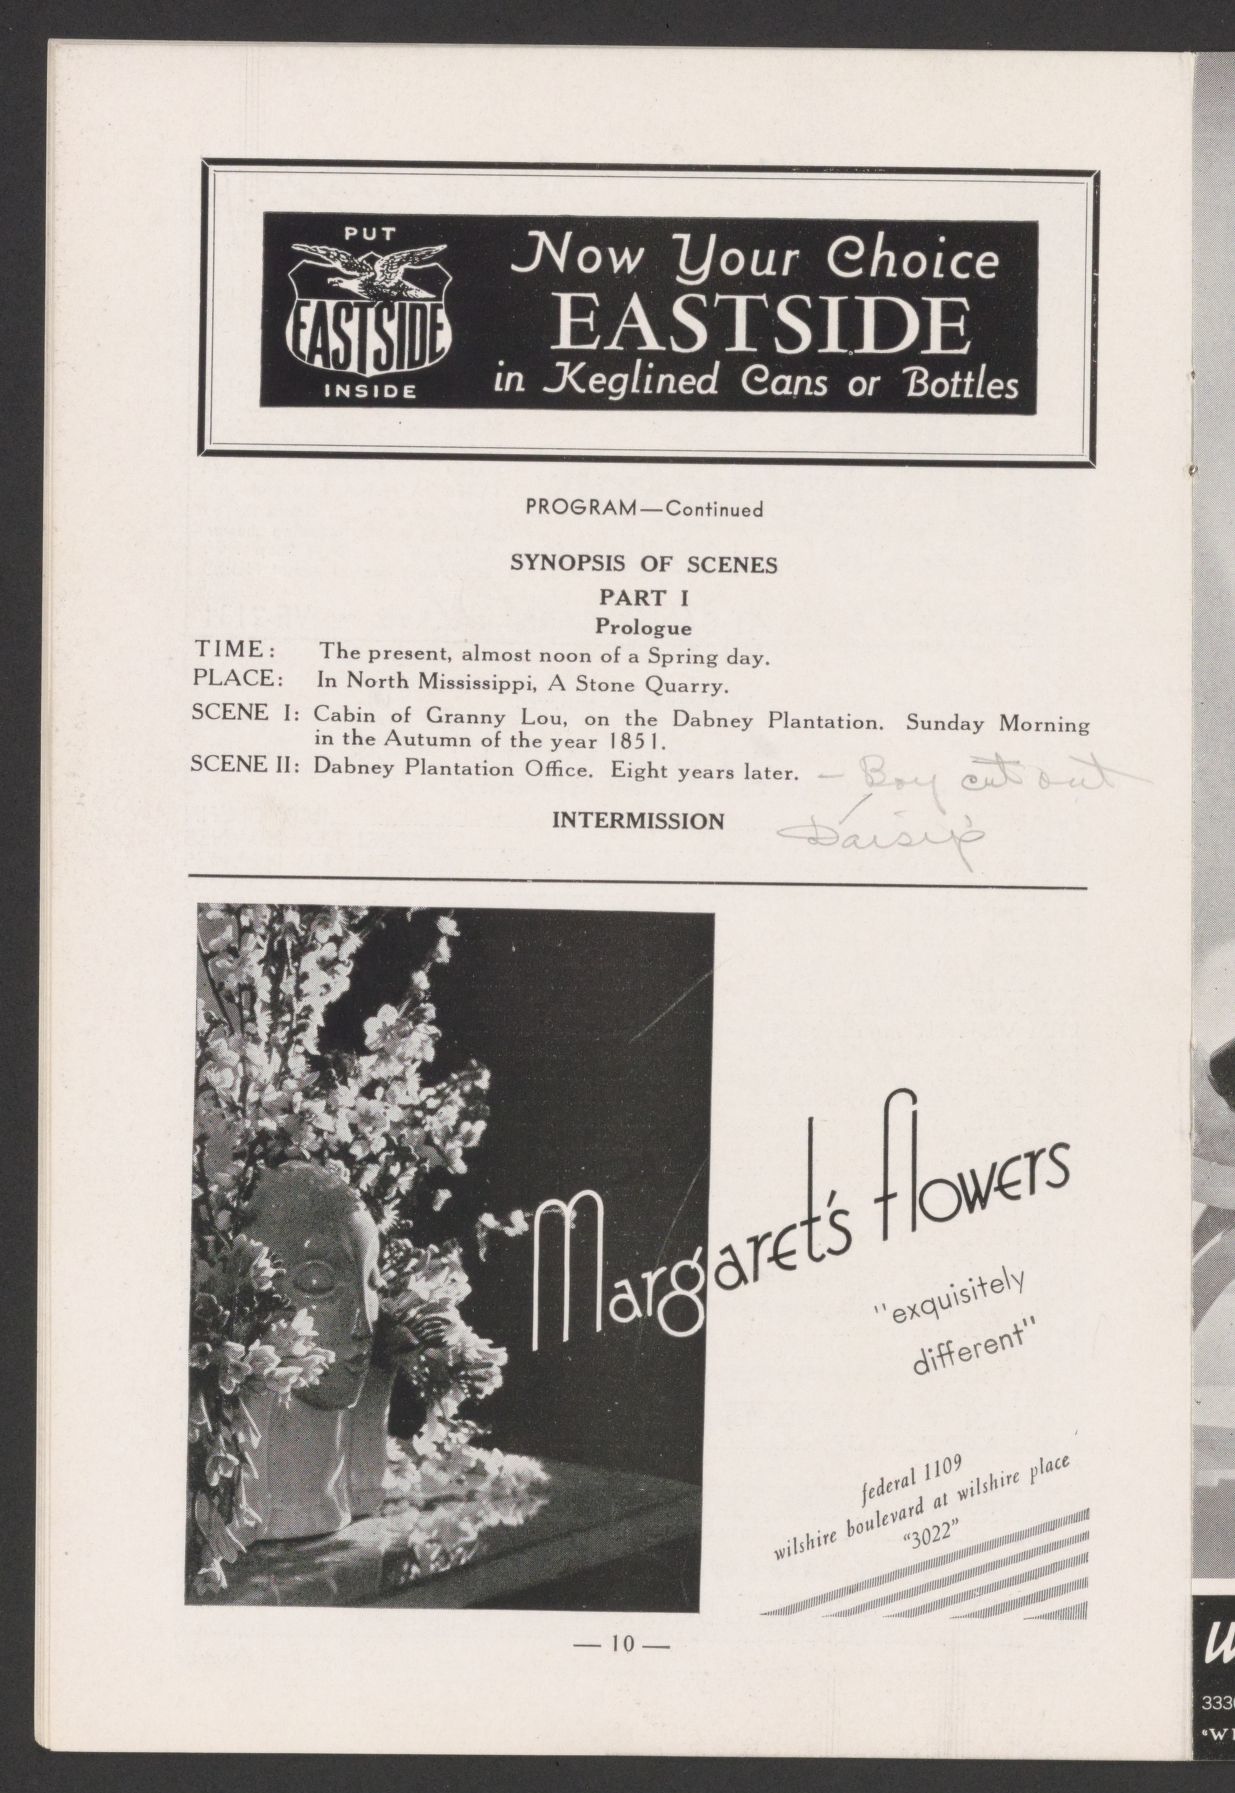 PUT
EASTSIDE
INSIDE
Now Your Choice
EASTSIDE
in Keglined Cans or Bottles
PROGRAM—Continued
SYNOPSIS OF SCENES
PART I
Prologue
TIME: The present, almost noon of a Spring day.
PLACE: In North Mississippi, A Stone Quarry.
SCENE I: Cabin of Granny Lou, on the Dabney Plantation. Sunday Morning
in the Autumn of the year 1851.
SCENE II: Dabney Plantation Office. Eight years later. — Boy cut out
INTERMISSION
Margaret's flowers
"exquisitely
different"
federal 1109
wilshire boulevard at wilshire place
"3022"
— 10 —
333
"W